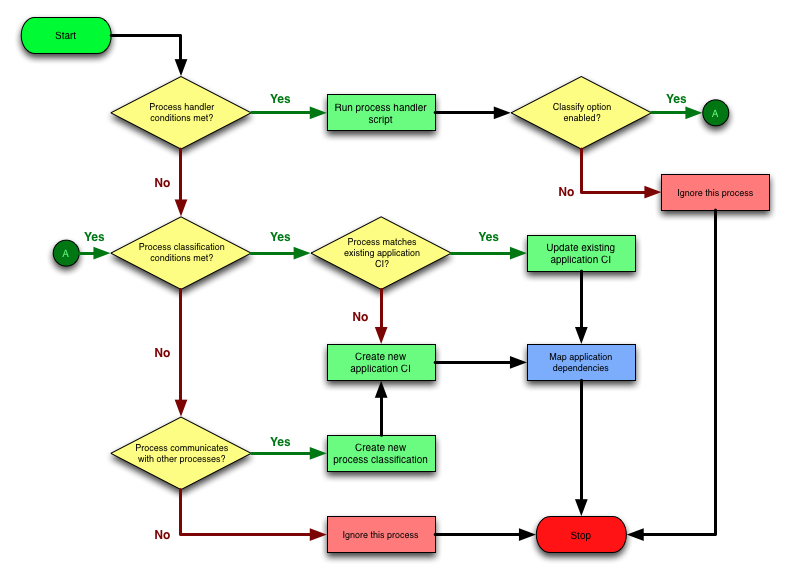 Start
Process handler
conditions met?
Yes
Run process handler
script
Classify option
enabled?
Yes
A
No
No
Ignore this process
A
Yes
Process classification
conditions met?
Yes
Process matches
existing application
CI?
Yes
Update existing
application CI
No
No
Create new
application CI
Map application
dependencies
Process communicates
with other processes?
Yes
Create new
process classification
No
Ignore this process
Stop